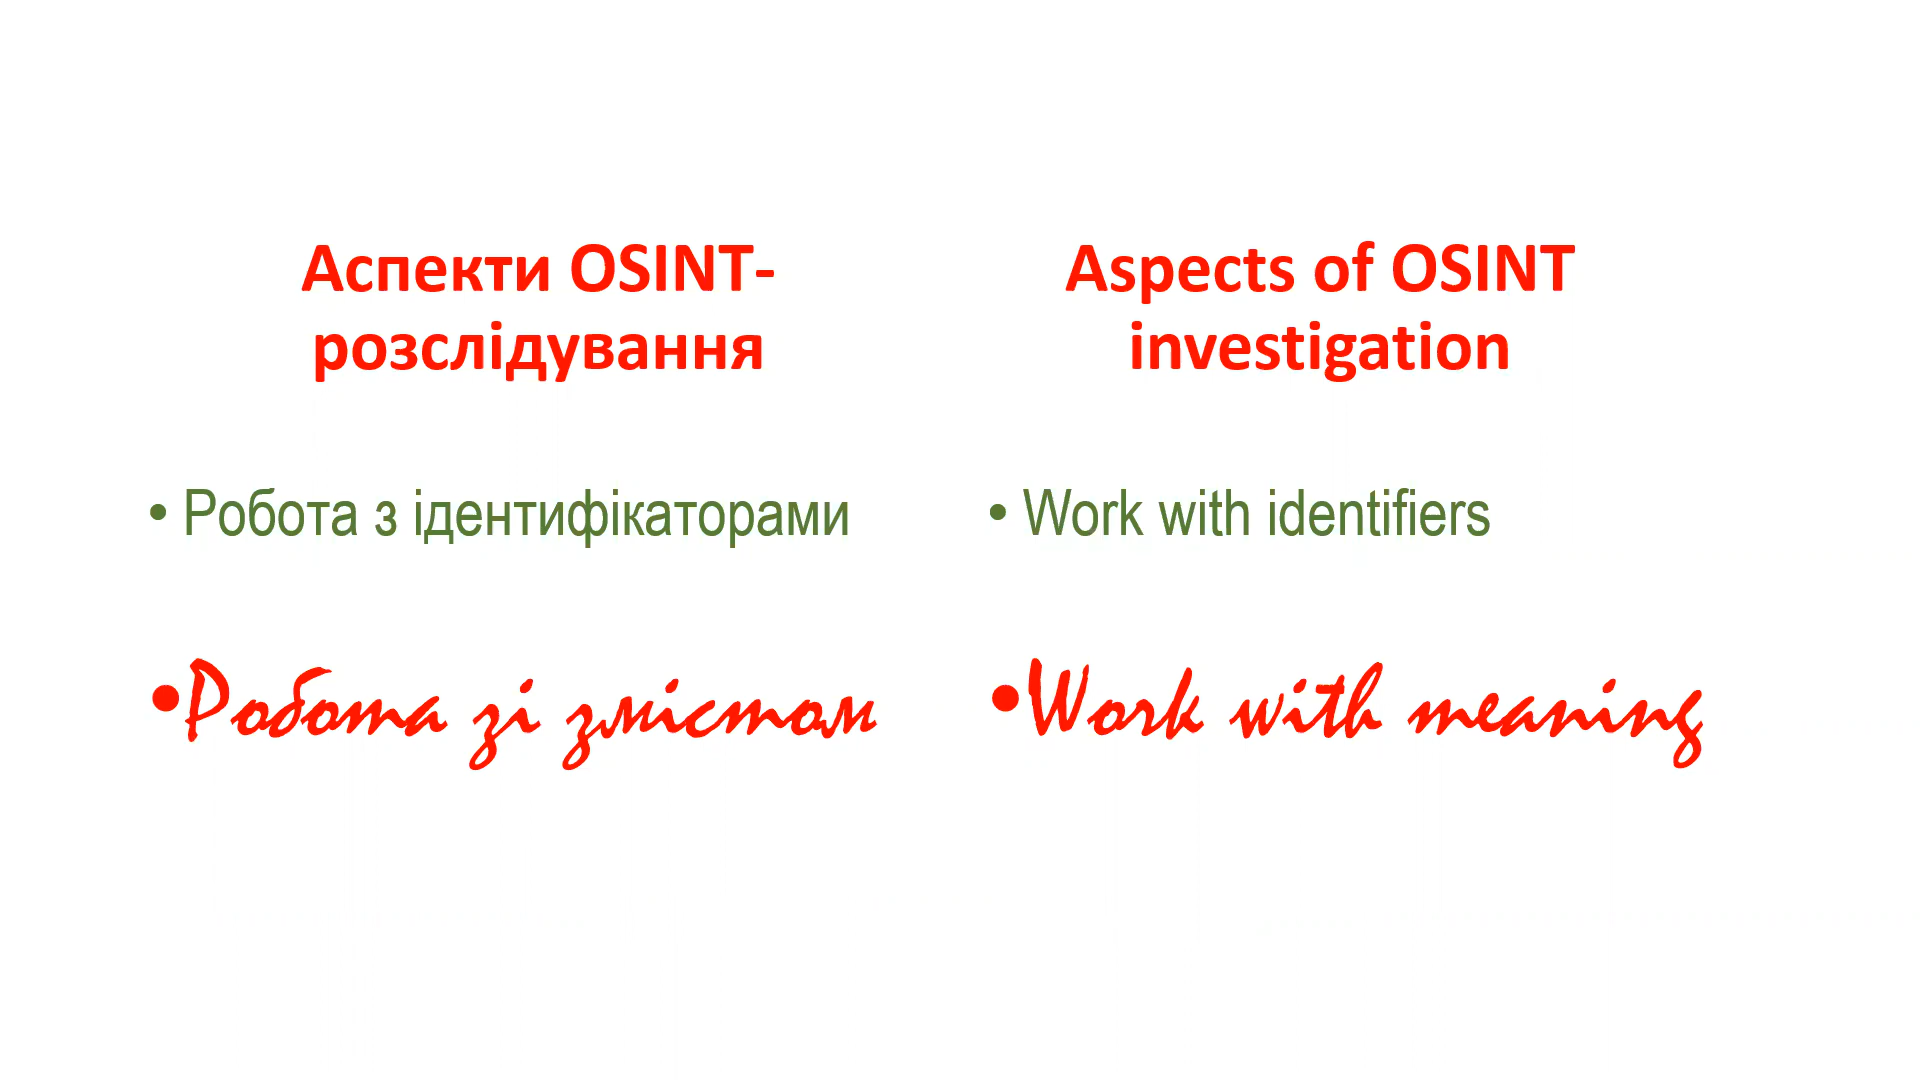 Аспекти OSINT-
розслідування
• Робота з ідентифікаторами
•Робота зі змістом
Aspects of OSINT
investigation
• Work with identifiers
•Work with meaning